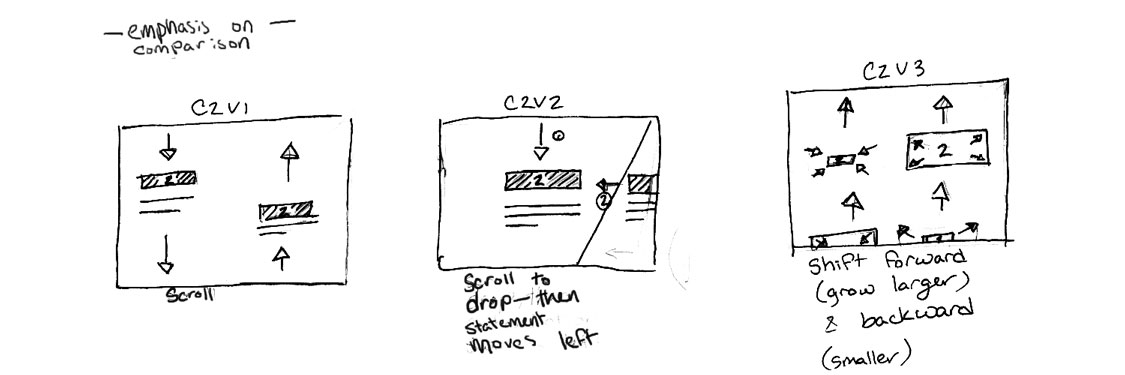 — emphasis on —
comparison
C2V1
2
2
Scroll
C2V2
1
2
2
Scroll to
drop—then
statement
moves left
C2V3
2
Shift forward
(grow larger)
& backward
(smaller)